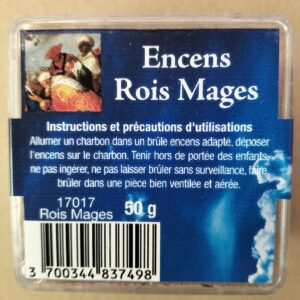 Encens
Rois Mages
Instructions et précautions d'utilisations
Allumer un charbon dans un brûle encens adapté, déposer
l'encens sur le charbon. Tenir hors de portée des enfants,
ne pas ingérer, ne pas laisser brûler sans surveillance, faire
brûler dans une pièce bien ventilée et aérée.
17017
Rois Mages
50 g
3 700344 837498